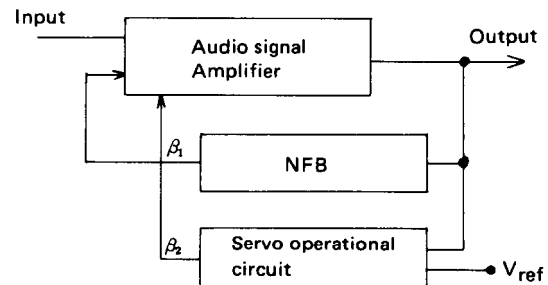 Input
Audio signal
Amplifier
Output
β₁
NFB
β₂
Servo operational
circuit
Vref